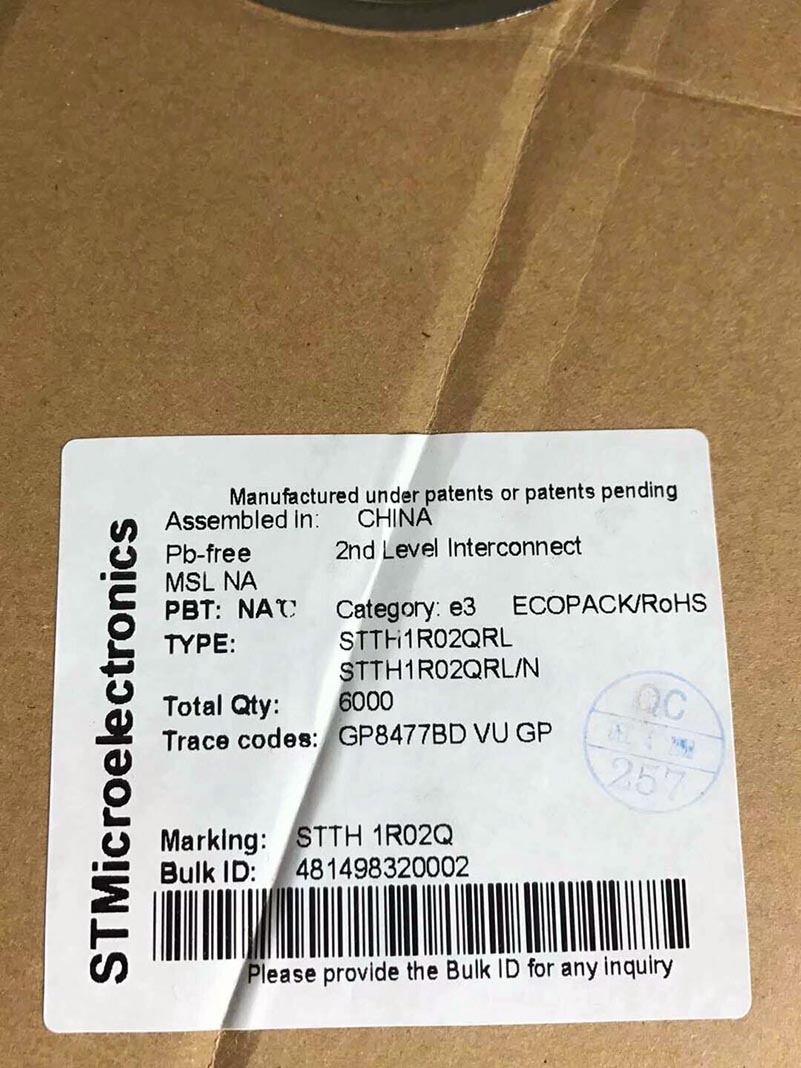 STMicroelectronics
Manufactured under patents or patents pending
Assembled in: CHINA
Pb-free 2nd Level Interconnect
MSL NA
PBT: NA Category: e3 ECOPACK/RoHS
TYPE: STTH1R02QRL
STTH1R02QRL/N
Total Qty: 6000
Trace codes: GP8477BD VU GP
QC
257
Marking: STTH 1R02Q
Bulk ID: 481498320002
Please provide the Bulk ID for any inquiry